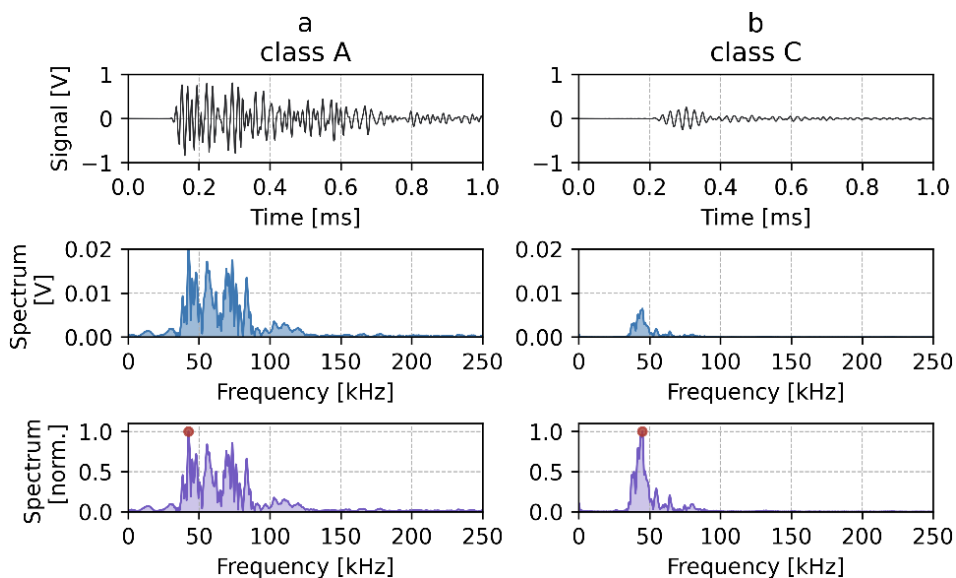 a
class A
b
class C
Signal [V]
1
0
−1
0.0 0.2 0.4 0.6 0.8 1.0
Time [ms]
1
0
−1
0.0 0.2 0.4 0.6 0.8 1.0
Time [ms]
Spectrum
[V]
0.02
0.01
0.00
0 50 100 150 200 250
Frequency [kHz]
0.02
0.01
0.00
0 50 100 150 200 250
Frequency [kHz]
Spectrum
[norm.]
1.0
0.5
0.0
0 50 100 150 200 250
Frequency [kHz]
1.0
0.5
0.0
0 50 100 150 200 250
Frequency [kHz]